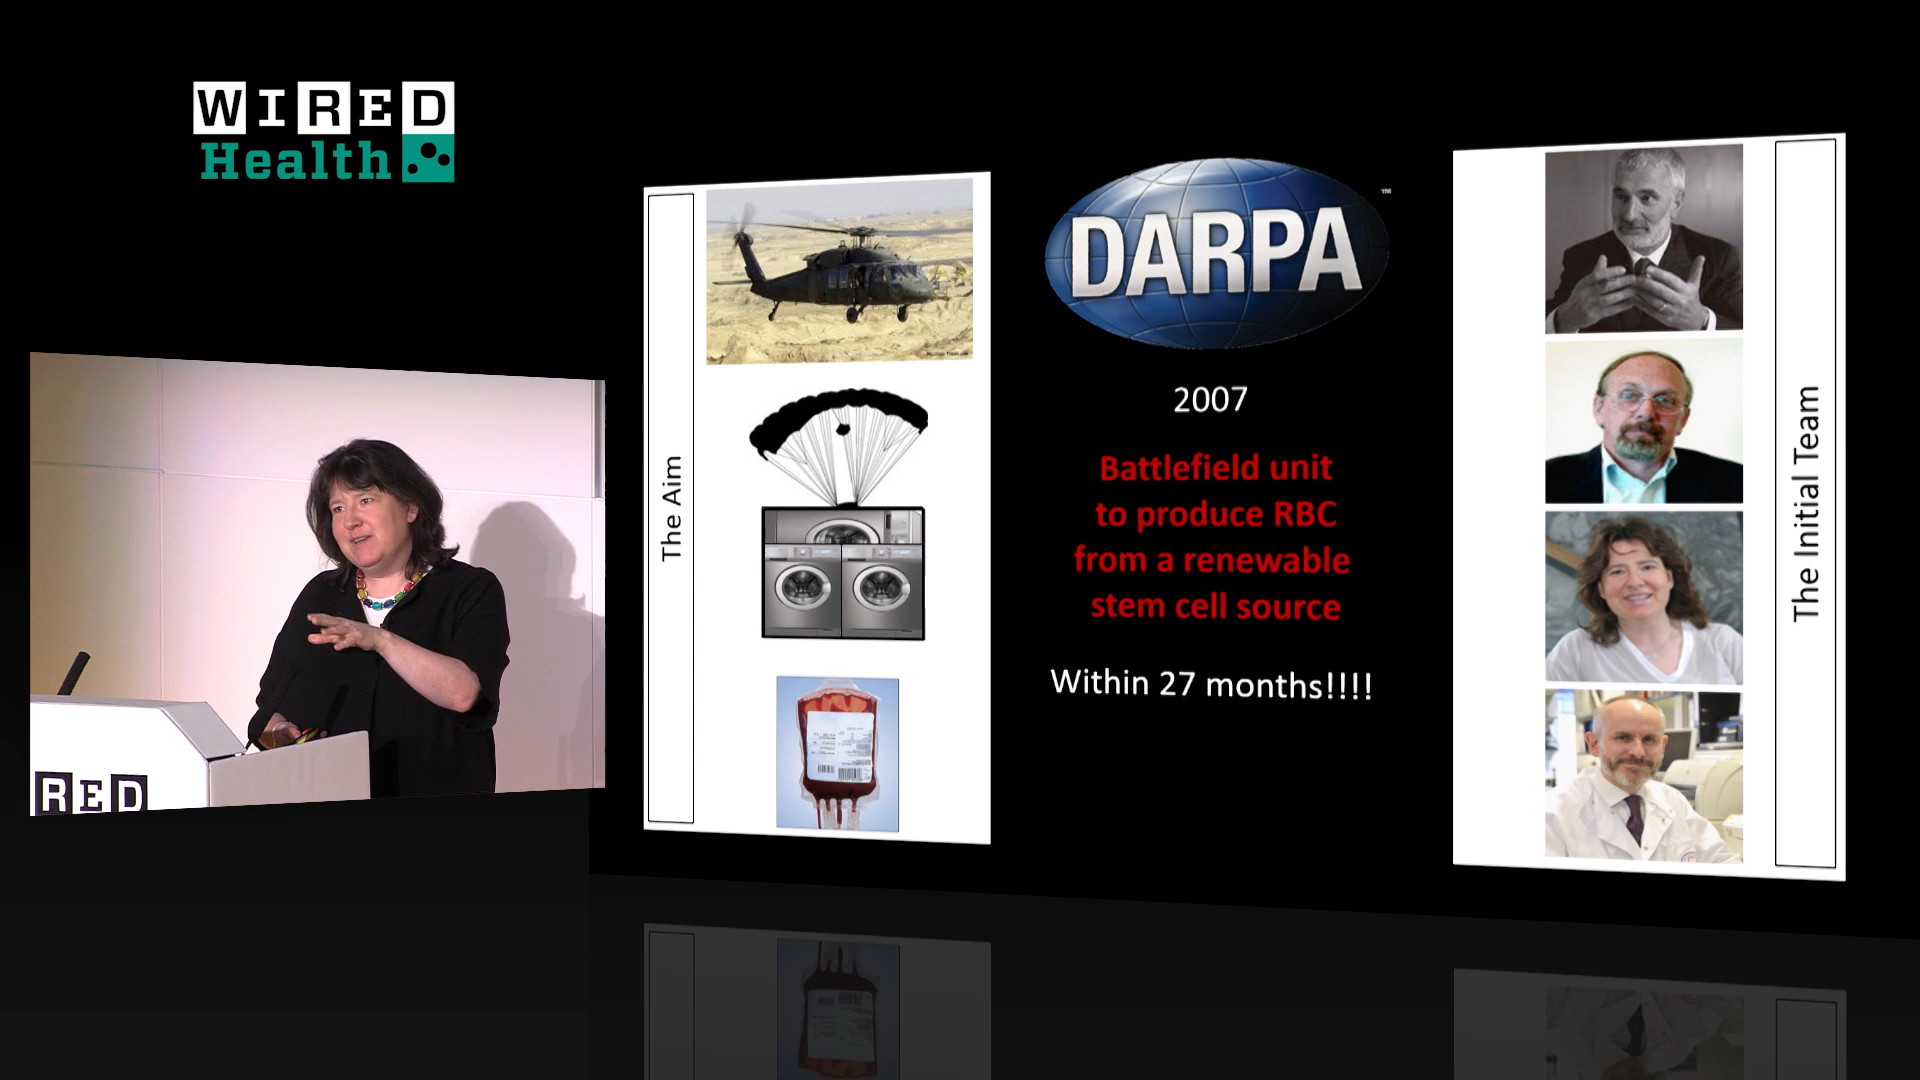 WIRED
Health
RED
The Aim
DARPA
™
2007
Battlefield unit
to produce RBC
from a renewable
stem cell source
Within 27 months!!!!
The Initial Team